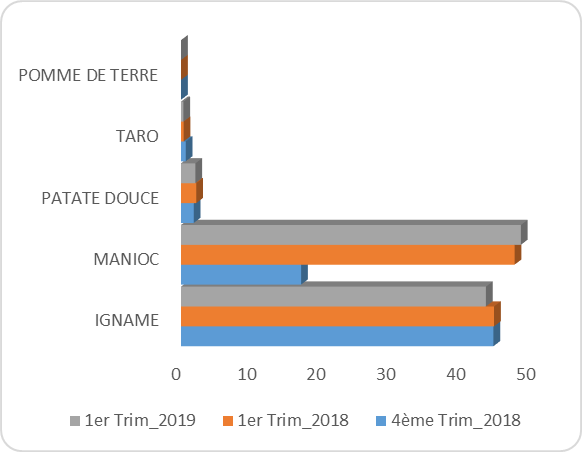 POMME DE TERRE
TARO
PATATE DOUCE
MANIOC
IGNAME
0 10 20 30 40 50
1er Trim_2019 1er Trim_2018 4ème Trim_2018